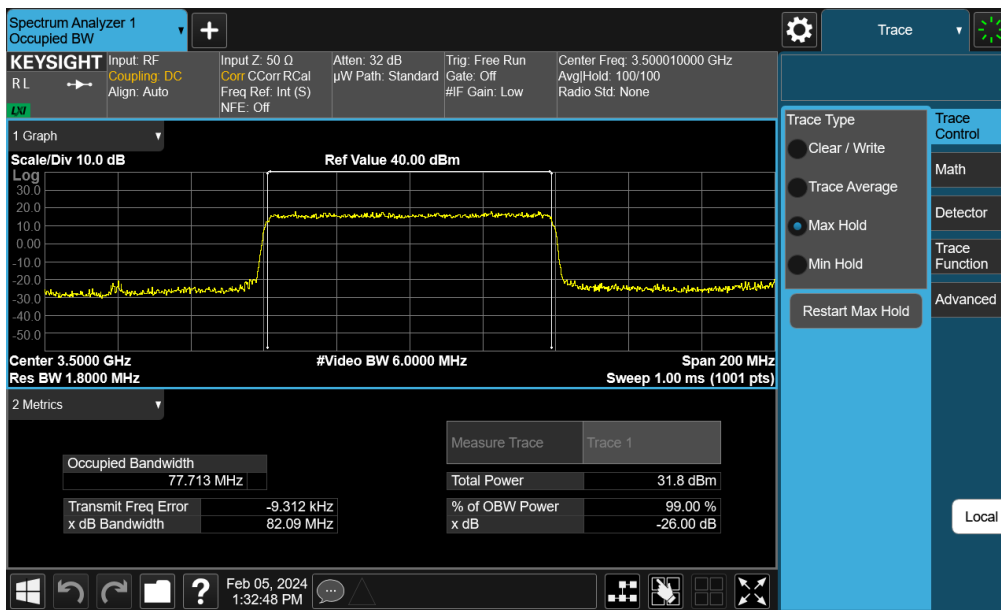 Spectrum Analyzer 1
Occupied BW
+
Trace
KEYSIGHT
R L
LXI
Input: RF
Coupling: DC
Align: Auto
Input Z: 50 Ω
Corr CCorr RCal
Freq Ref: Int (S)
NFE: Off
Atten: 32 dB
µW Path: Standard
Trig: Free Run
Gate: Off
#IF Gain: Low
Center Freq: 3.500010000 GHz
Avg|Hold: 100/100
Radio Std: None
1 Graph
Scale/Div 10.0 dB
Ref Value 40.00 dBm
Log
30.0
20.0
10.0
0.00
-10.0
-20.0
-30.0
-40.0
-50.0
Center 3.5000 GHz
#Video BW 6.0000 MHz
Span 200 MHz
Res BW 1.8000 MHz
Sweep 1.00 ms (1001 pts)
2 Metrics
Measure Trace
Trace 1
Occupied Bandwidth
77.713 MHz
Total Power
31.8 dBm
Transmit Freq Error
-9.312 kHz
% of OBW Power
99.00 %
x dB Bandwidth
82.09 MHz
x dB
-26.00 dB
Trace Type
Clear / Write
Trace Average
Max Hold
Min Hold
Restart Max Hold
Trace
Control
Math
Detector
Trace
Function
Advanced
Local
?
Feb 05, 2024
1:32:48 PM